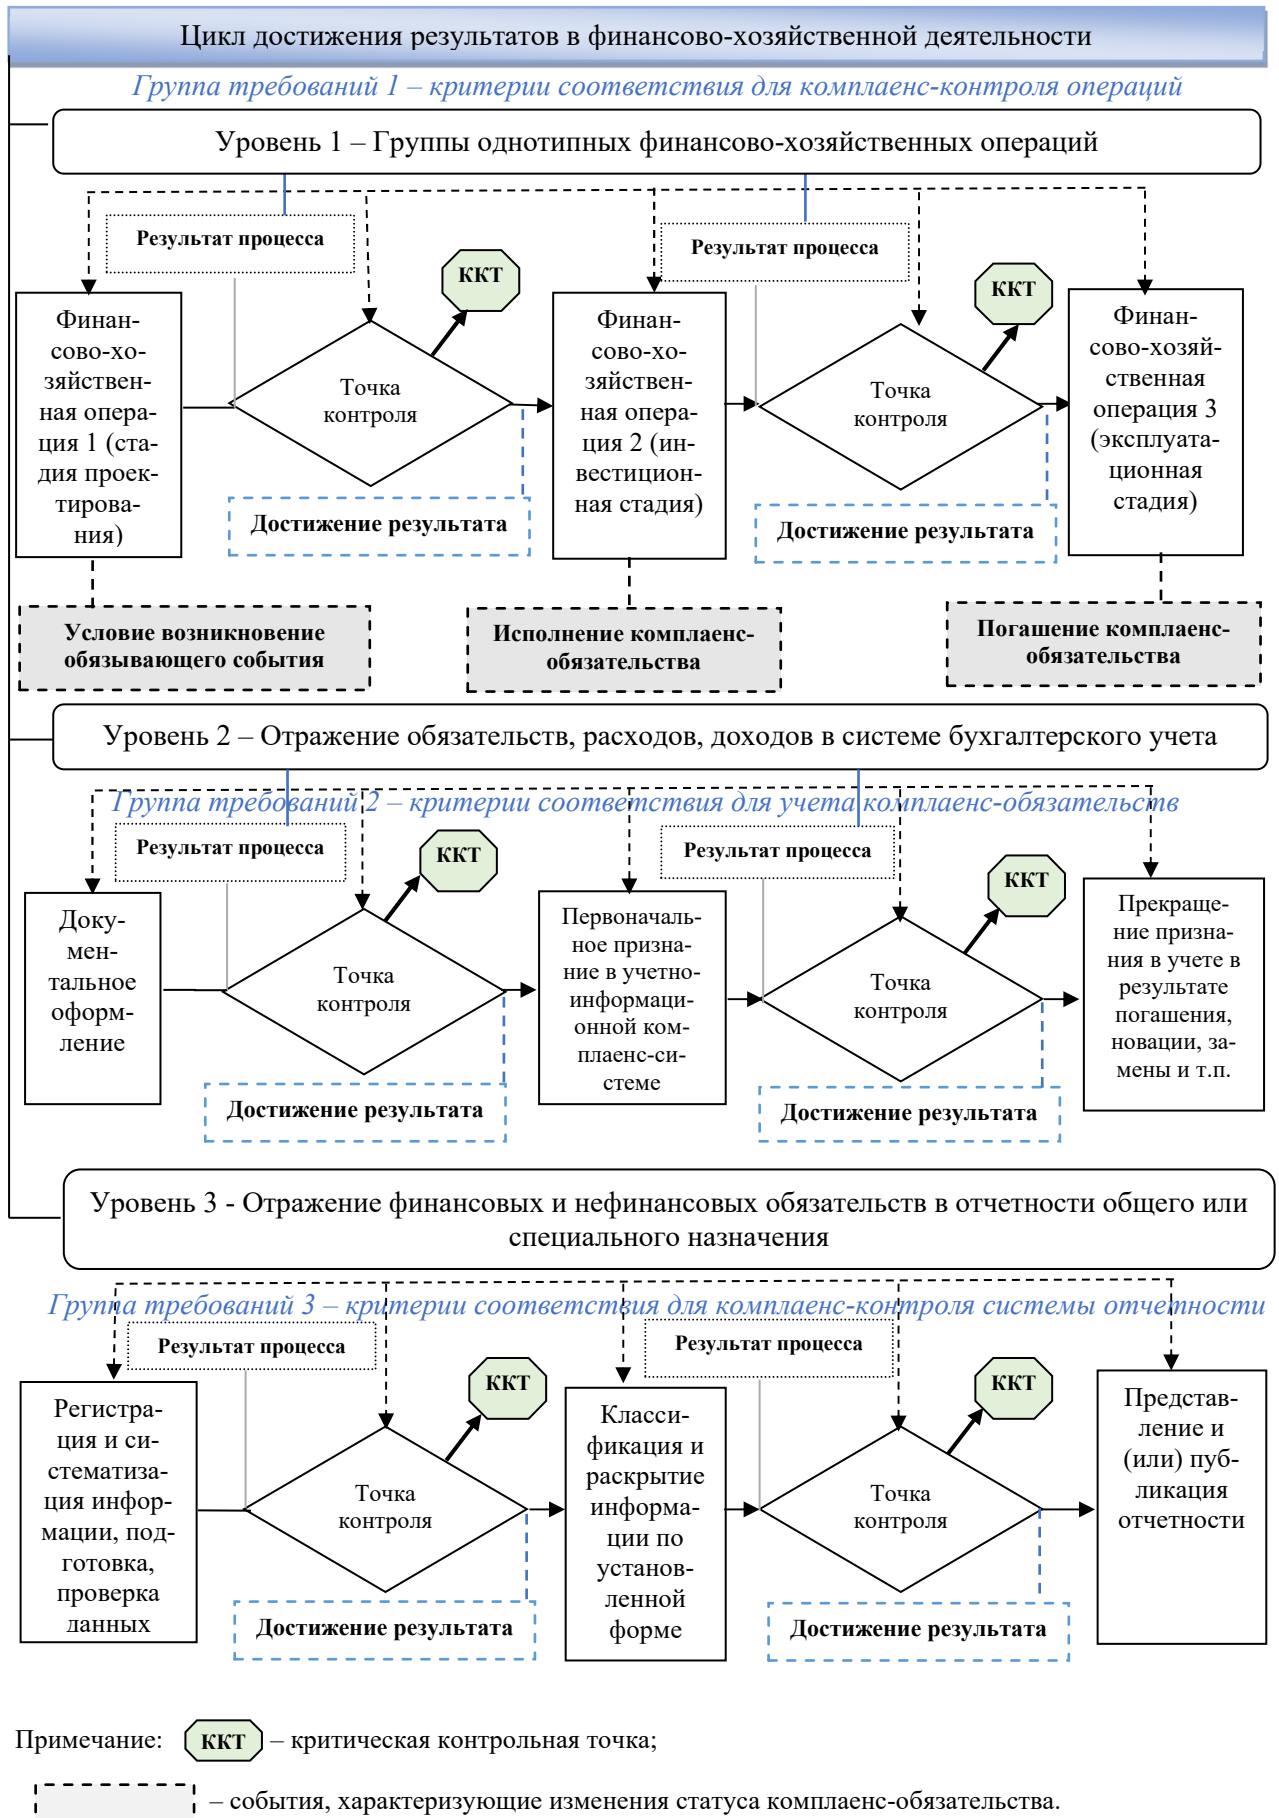 Цикл достижения результатов в финансово-хозяйственной деятельности
Группа требований 1 – критерии соответствия для комплаенс-контроля операций
Уровень 1 – Группы однотипных финансово-хозяйственных операций
Результат процесса
Результат процесса
ККТ
ККТ
Финан-
сово-хо-
зяйствен-
ная опера-
ция 1 (ста-
дия проек-
тирова-
ния)
Точка
контроля
Финан-
сово-хо-
зяйствен-
ная опера-
ция 2 (ин-
вестицион-
ная стадия)
Точка
контроля
Финан-
сово-хозяй-
ственная
операция 3
(эксплуата-
ционная
стадия)
Достижение результата
Достижение результата
Условие возникновение
обязывающего события
Исполнение комплаенс-
обязательства
Погашение комплаенс-
обязательства
Уровень 2 – Отражение обязательств, расходов, доходов в системе бухгалтерского учета
Группа требований 2 – критерии соответствия для учета комплаенс-обязательств
Результат процесса
Результат процесса
ККТ
ККТ
Доку-
мен-
тальное
оформ-
ление
Точка
контроля
Первоначаль-
ное призна-
ние в учетно-
информаци-
онной ком-
плаенс-си-
стеме
Точка
контроля
Прекраще-
ние призна-
ния в учете в
результате
погашения,
новации, за-
мены и т.п.
Достижение результата
Достижение результата
Уровень 3 - Отражение финансовых и нефинансовых обязательств в отчетности общего или
специального назначения
Группа требований 3 – критерии соответствия для комплаенс-контроля системы отчетности
Результат процесса
Результат процесса
ККТ
ККТ
Регистра-
ция и си-
стематиза-
ция инфор-
мации, под-
готовка,
проверка
данных
Точка
контроля
Класси-
фикация и
раскрытие
информа-
ции по
установ-
ленной
форме
Точка
контроля
Представ-
ление и
(или) пуб-
ликация
отчетности
Достижение результата
Достижение результата
Примечание: ККТ – критическая контрольная точка;
– события, характеризующие изменения статуса комплаенс-обязательства.